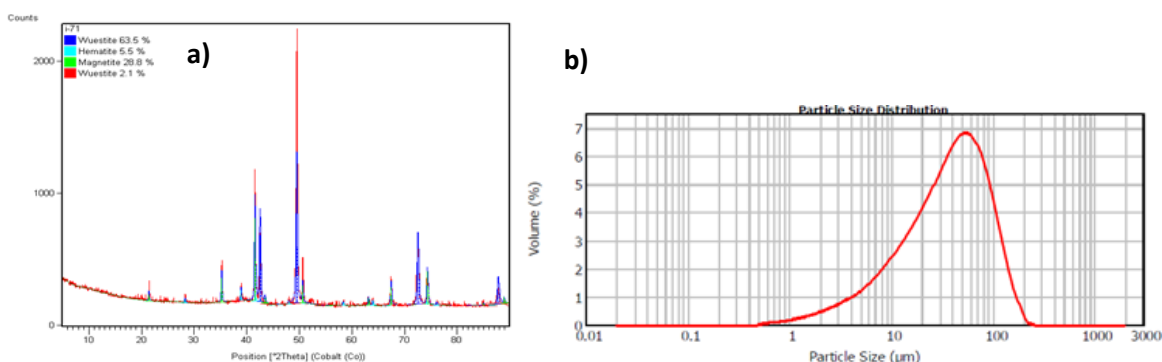 Counts
i-71
Wuestite 63.5 %
Hematite 5.5 %
Magnetite 28.8 %
Wuestite 2.1 %
a)
2000
1000
0
10 20 30 40 50 60 70 80
Position [°2Theta] (Cobalt (Co))
b)
Particle Size Distribution
Volume (%)
7
6
5
4
3
2
1
0
0.01 0.1 1 10 100 1000 3000
Particle Size (µm)